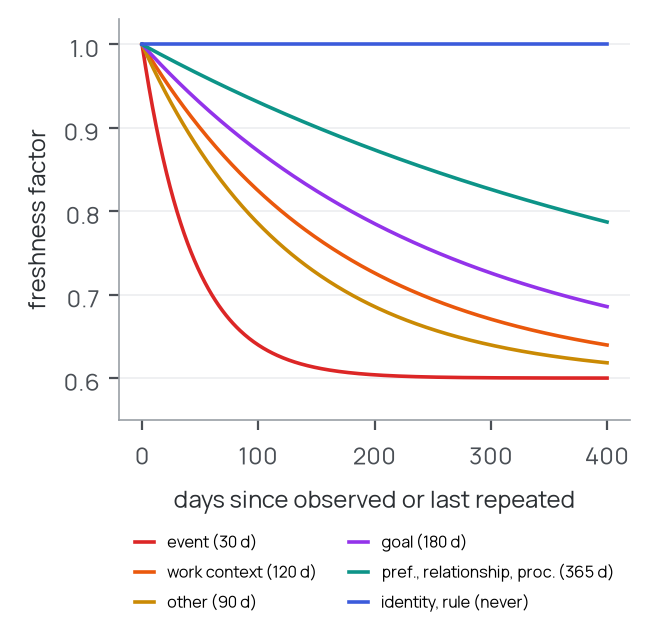 1.0
0.9
0.8
0.7
0.6
freshness factor
0 100 200 300 400
days since observed or last repeated
event (30 d)
work context (120 d)
other (90 d)
goal (180 d)
pref., relationship, proc. (365 d)
identity, rule (never)